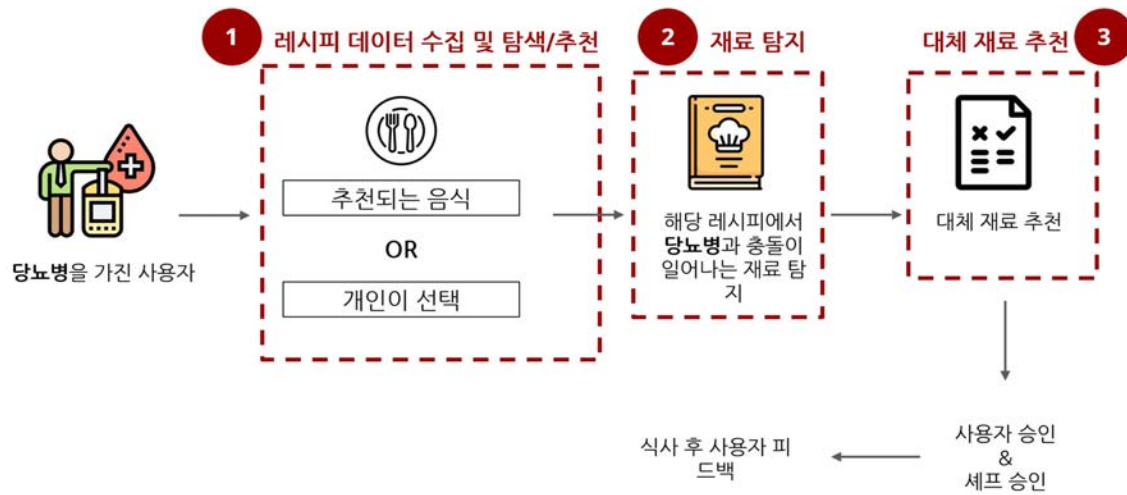 1 레시피 데이터 수집 및 탐색/추천
2 재료 탐지
대체 재료 추천 3
당뇨병을 가진 사용자
추천되는 음식
OR
개인이 선택
해당 레시피에서
당뇨병과 충돌이
일어나는 재료 탐
지
대체 재료 추천
사용자 승인
&
셰프 승인
식사 후 사용자 피
드백